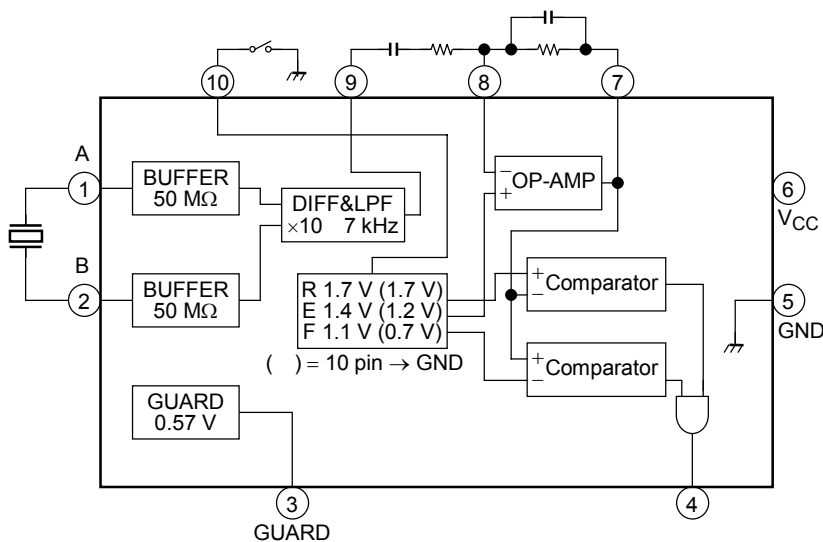 10
9
8
7
A
1
BUFFER
50 MΩ
DIFF&LPF
×10 7 kHz
−
+
OP-AMP
6
VCC
B
2
BUFFER
50 MΩ
R 1.7 V (1.7 V)
E 1.4 V (1.2 V)
F 1.1 V (0.7 V)
( ) = 10 pin → GND
+
−
Comparator
5
GND
+
−
Comparator
GUARD
0.57 V
3
GUARD
4